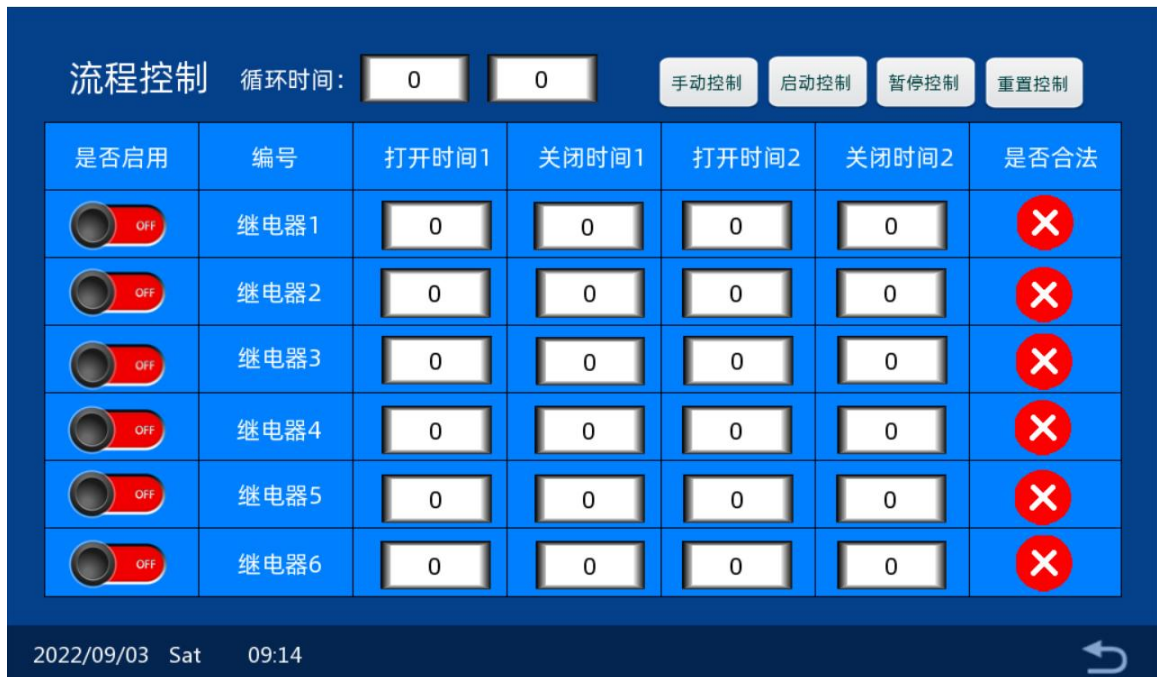 流程控制 循环时间: 0 0 手动控制 启动控制 暂停控制 重置控制
是否启用 编号 打开时间1 关闭时间1 打开时间2 关闭时间2 是否合法
OFF 继电器1 0 0 0 0
OFF 继电器2 0 0 0 0
OFF 继电器3 0 0 0 0
OFF 继电器4 0 0 0 0
OFF 继电器5 0 0 0 0
OFF 继电器6 0 0 0 0
2022/09/03 Sat 09:14